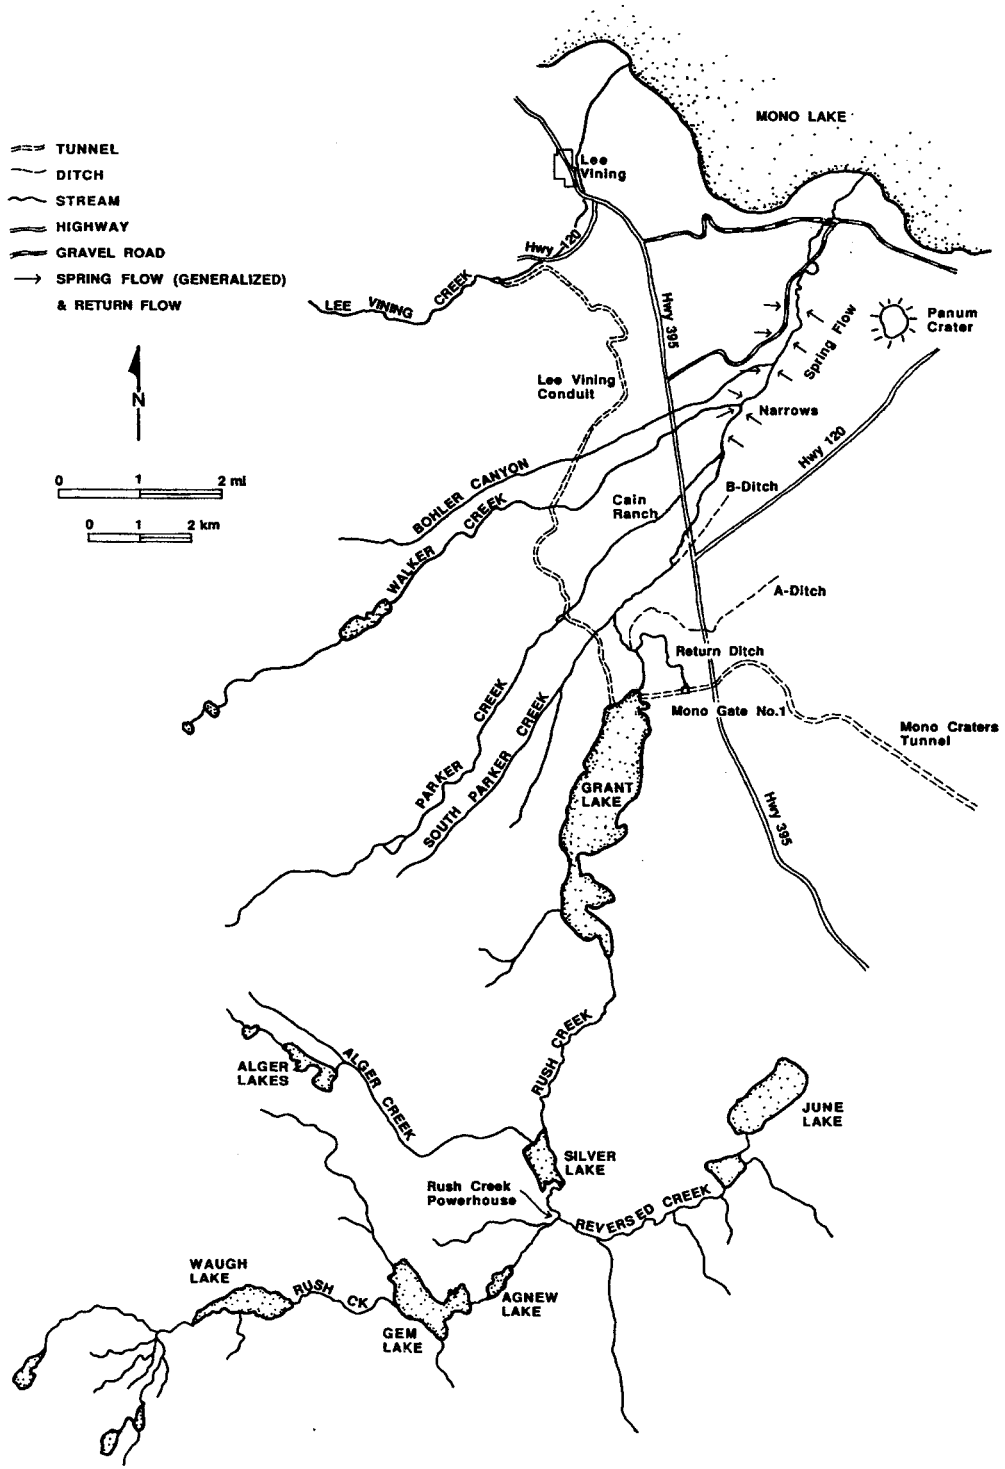 MONO LAKE
TUNNEL
DITCH
STREAM
HIGHWAY
GRAVEL ROAD
SPRING FLOW (GENERALIZED)
& RETURN FLOW
Lee
Vining
Hwy 120
LEE VINING CREEK
Hwy 395
Panum
Crater
Spring Flow
N
Lee Vining
Conduit
Narrows
Hwy 120
0 1 2 mi
0 1 2 km
BOHLER CANYON
WALKER CREEK
Cain
Ranch
B-Ditch
A-Ditch
Return Ditch
Mono Gate No.1
Mono Craters
Tunnel
PARKER CREEK
SOUTH PARKER CREEK
GRANT
LAKE
Hwy 395
RUSH CREEK
ALGER
LAKES
ALGER CREEK
JUNE
LAKE
SILVER
LAKE
Rush Creek
Powerhouse
REVERSED CREEK
WAUGH
LAKE
RUSH CK
AGNEW
LAKE
GEM
LAKE